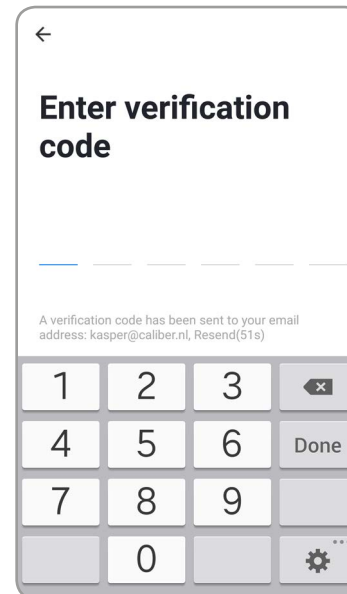 Enter verification
code
A verification code has been sent to your email
address: kasper@caliber.nl, Resend(51s)
1 2 3
4 5 6 Done
7 8 9
0